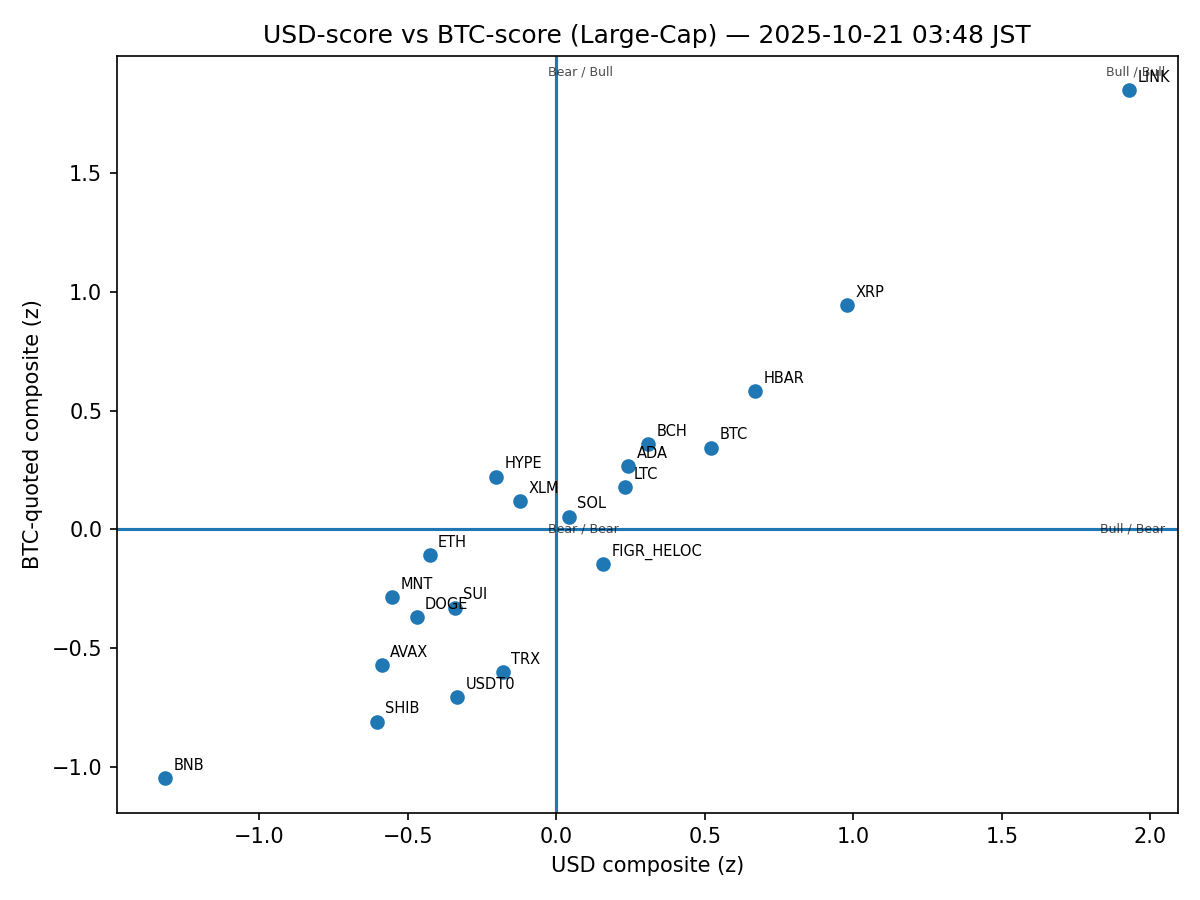 USD-score vs BTC-score (Large-Cap) — 2025-10-21 03:48 JST
Bear / Bull
Bull / Bull
LINK
1.5
XRP
1.0
HBAR
BTC-quoted composite (z)
0.5
BCH
BTC
ADA
HYPE
LTC
XLM
SOL
0.0
Bear / Bear
Bull / Bear
ETH
FIGR_HELOC
MNT
SUI
DOGE
−0.5
AVAX
TRX
USDT0
SHIB
−1.0
BNB
−1.0
−0.5
0.0
0.5
1.0
1.5
2.0
USD composite (z)